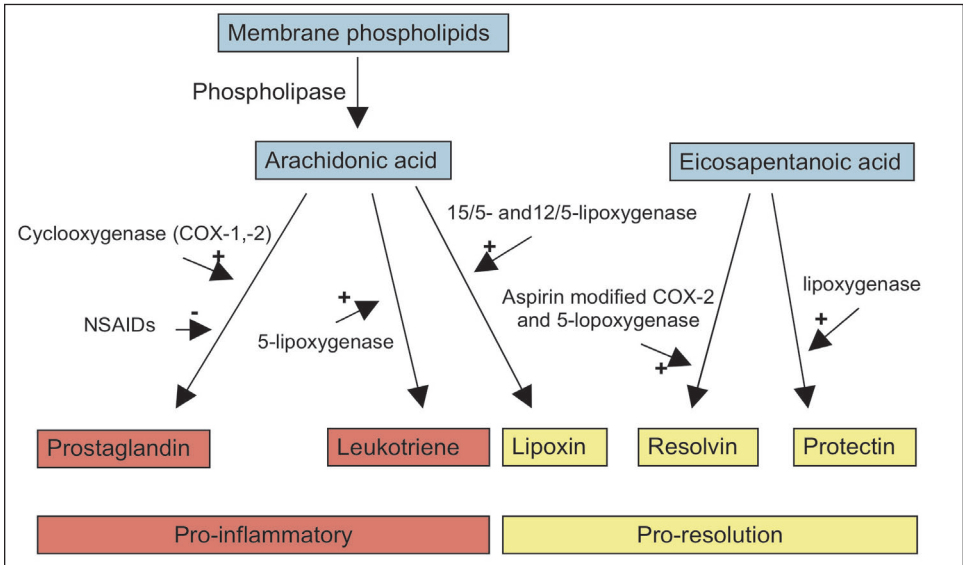 Membrane phospholipids
Phospholipase
Arachidonic acid
Eicosapentanoic acid
15/5- and12/5-lipoxygenase
+
Cyclooxygenase (COX-1,-2)
+
NSAIDs
-
+
5-lipoxygenase
Aspirin modified COX-2
and 5-lopoxygenase
+
lipoxygenase
+
Prostaglandin
Leukotriene
Lipoxin
Resolvin
Protectin
Pro-inflammatory
Pro-resolution